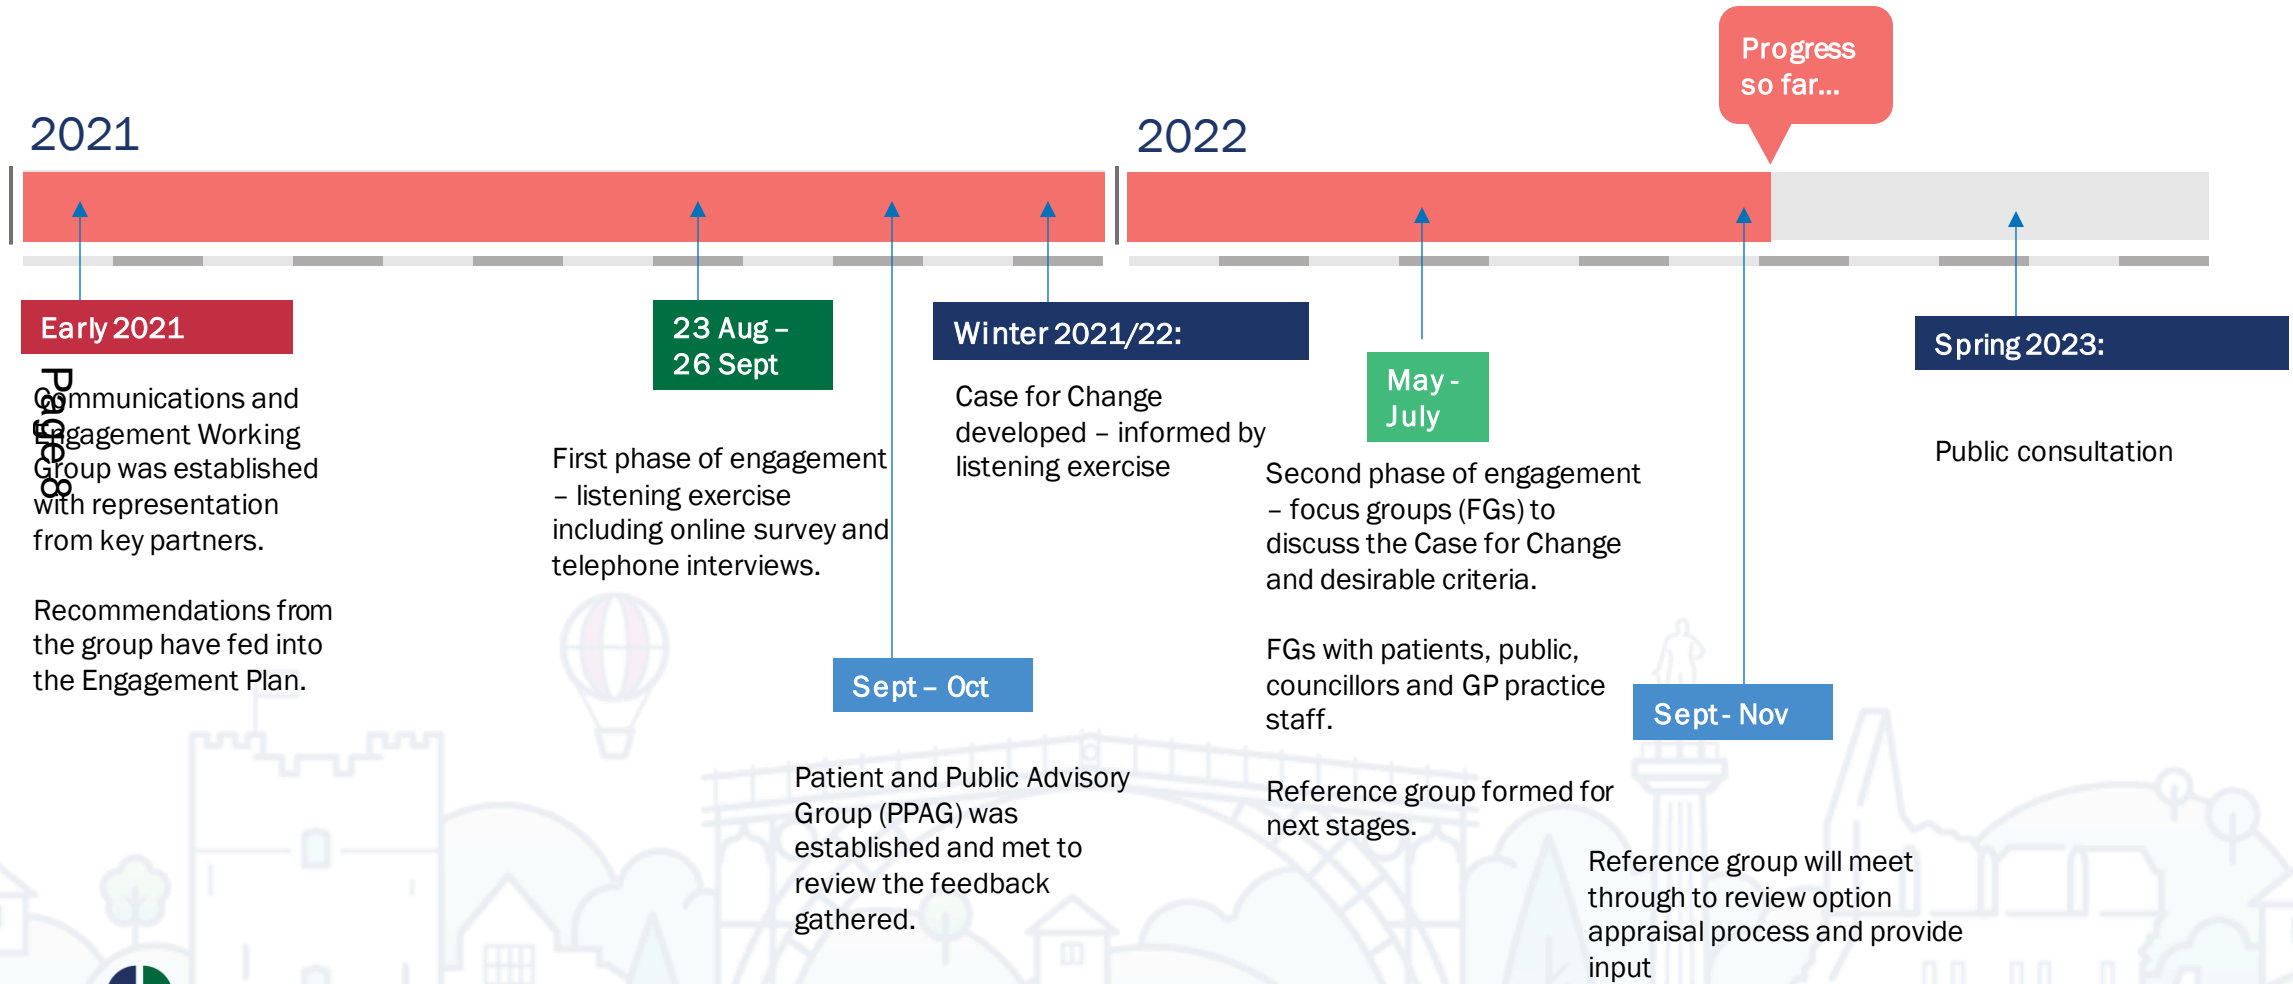 Progress
so far...
2021
2022
Early 2021
Communications and
Engagement Working
Group was established
with representation
from key partners.
Recommendations from
the group have fed into
the Engagement Plan.
Page 8
23 Aug –
26 Sept
First phase of engagement
– listening exercise
including online survey and
telephone interviews.
Sept – Oct
Patient and Public Advisory
Group (PPAG) was
established and met to
review the feedback
gathered.
Winter 2021/22:
Case for Change
developed – informed by
listening exercise
May -
July
Second phase of engagement
– focus groups (FGs) to
discuss the Case for Change
and desirable criteria.
FGs with patients, public,
councillors and GP practice
staff.
Reference group formed for
next stages.
Sept - Nov
Reference group will meet
through to review option
appraisal process and provide
input
Spring 2023:
Public consultation